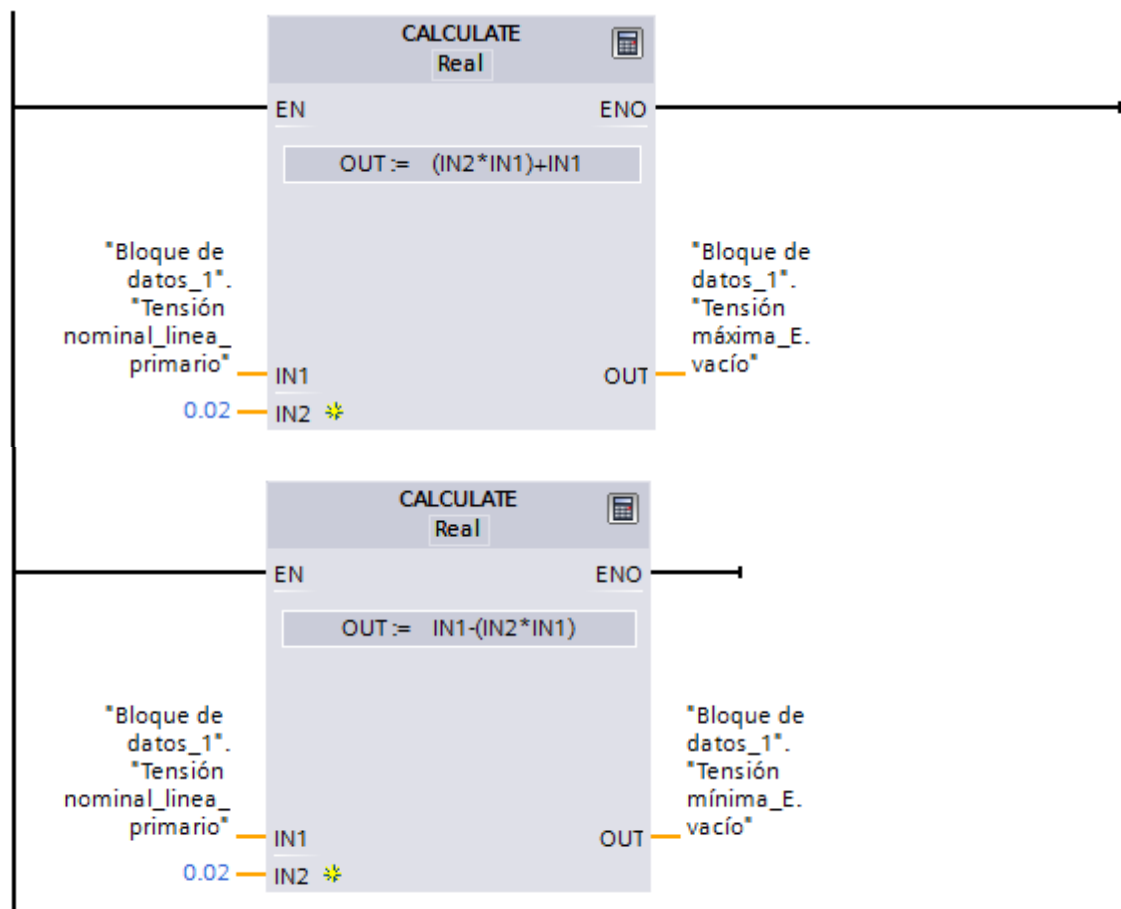 CALCULATE
Real
EN ENO
OUT := (IN2*IN1)+IN1
"Bloque de
datos_1".
"Tensión
nominal_linea_
primario"
IN1
0.02
IN2
OUT
"Bloque de
datos_1".
"Tensión
máxima_E.
vacío"
CALCULATE
Real
EN ENO
OUT := IN1-(IN2*IN1)
"Bloque de
datos_1".
"Tensión
nominal_linea_
primario"
IN1
0.02
IN2
OUT
"Bloque de
datos_1".
"Tensión
mínima_E.
vacío"